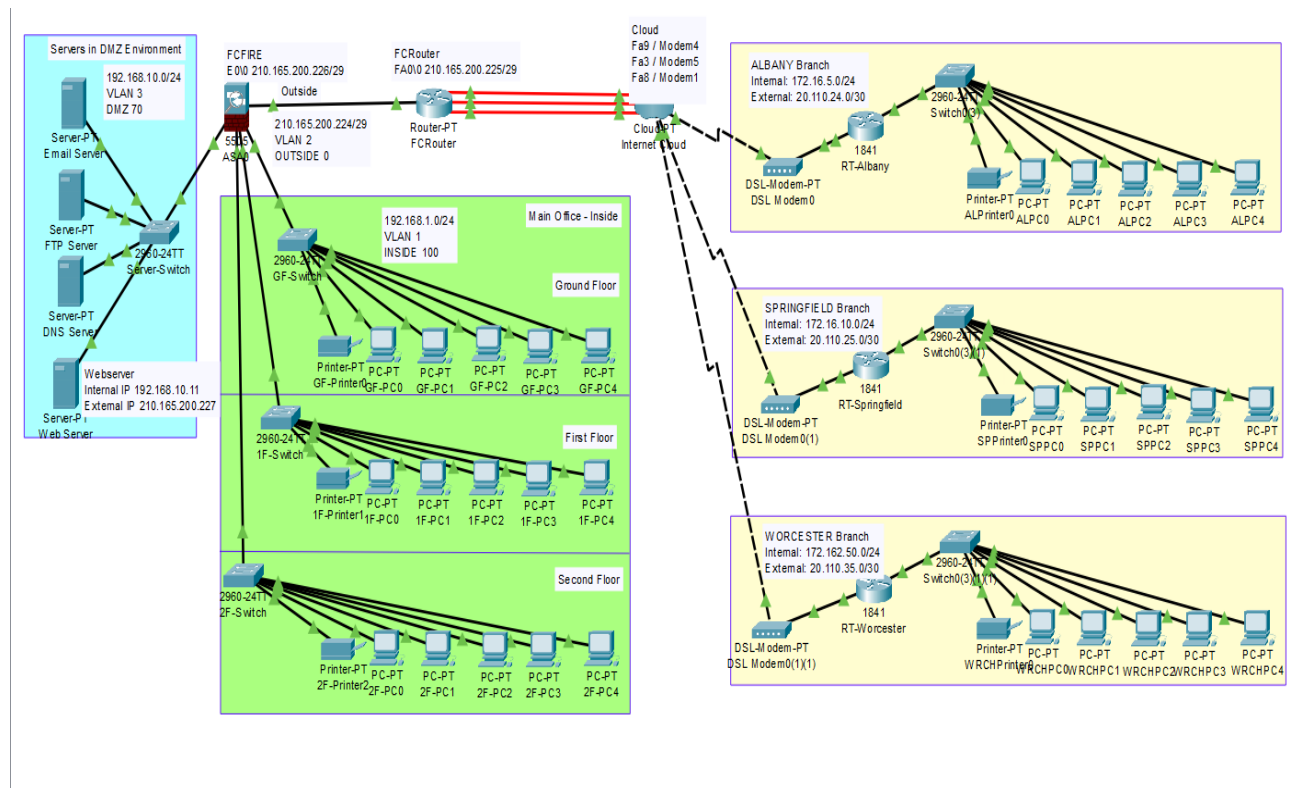 Servers in DMZ Environment
192.168.10.0/24
VLAN 3
DMZ 70
Server-PT
Email Server
Server-PT
FTP Server
2960-24TT
Server-Switch
Server-PT
DNS Server
Webserver
Internal IP 192.168.10.11
External IP 210.165.200.227
Server-PT
Web Server
FCFIRE
E0\0 210.165.200.226/29
Outside
5505
ASA0
210.165.200.224/29
VLAN 2
OUTSIDE 0
FCRouter
FA0\0 210.165.200.225/29
Router-PT
FCRouter
Cloud
Fa9 / Modem4
Fa3 / Modem5
Fa8 / Modem1
Cloud-PT
Internet Cloud
Main Office - Inside
192.168.1.0/24
VLAN 1
INSIDE 100
2960-24TT
GF-Switch
Ground Floor
Printer-PT
GF-Printer0
PC-PT
GF-PC0
PC-PT
GF-PC1
PC-PT
GF-PC2
PC-PT
GF-PC3
PC-PT
GF-PC4
First Floor
2960-24TT
1F-Switch
Printer-PT
1F-Printer1
PC-PT
1F-PC0
PC-PT
1F-PC1
PC-PT
1F-PC2
PC-PT
1F-PC3
PC-PT
1F-PC4
Second Floor
2960-24TT
2F-Switch
Printer-PT
2F-Printer2
PC-PT
2F-PC0
PC-PT
2F-PC1
PC-PT
2F-PC2
PC-PT
2F-PC3
PC-PT
2F-PC4
ALBANY Branch
Internal: 172.16.5.0/24
External: 20.110.24.0/30
2960-24TT
Switch0(3)
1841
RT-Albany
DSL-Modem-PT
DSL Modem0
Printer-PT
ALPrinter0
PC-PT
ALPC0
PC-PT
ALPC1
PC-PT
ALPC2
PC-PT
ALPC3
PC-PT
ALPC4
SPRINGFIELD Branch
Internal: 172.16.10.0/24
External: 20.110.25.0/30
2960-24TT
Switch0(3)(1)
1841
RT-Springfield
DSL-Modem-PT
DSL Modem0(1)
Printer-PT
SPPrinter0
PC-PT
SPPC0
PC-PT
SPPC1
PC-PT
SPPC2
PC-PT
SPPC3
PC-PT
SPPC4
WORCESTER Branch
Internal: 172.162.50.0/24
External: 20.110.35.0/30
2960-24TT
Switch0(3)(1)(1)
1841
RT-Worcester
DSL-Modem-PT
DSL Modem0(1)(1)
Printer-PT
WRCHPrinter0
PC-PT
WRCHPC0
PC-PT
WRCHPC1
PC-PT
WRCHPC2
PC-PT
WRCHPC3
PC-PT
WRCHPC4